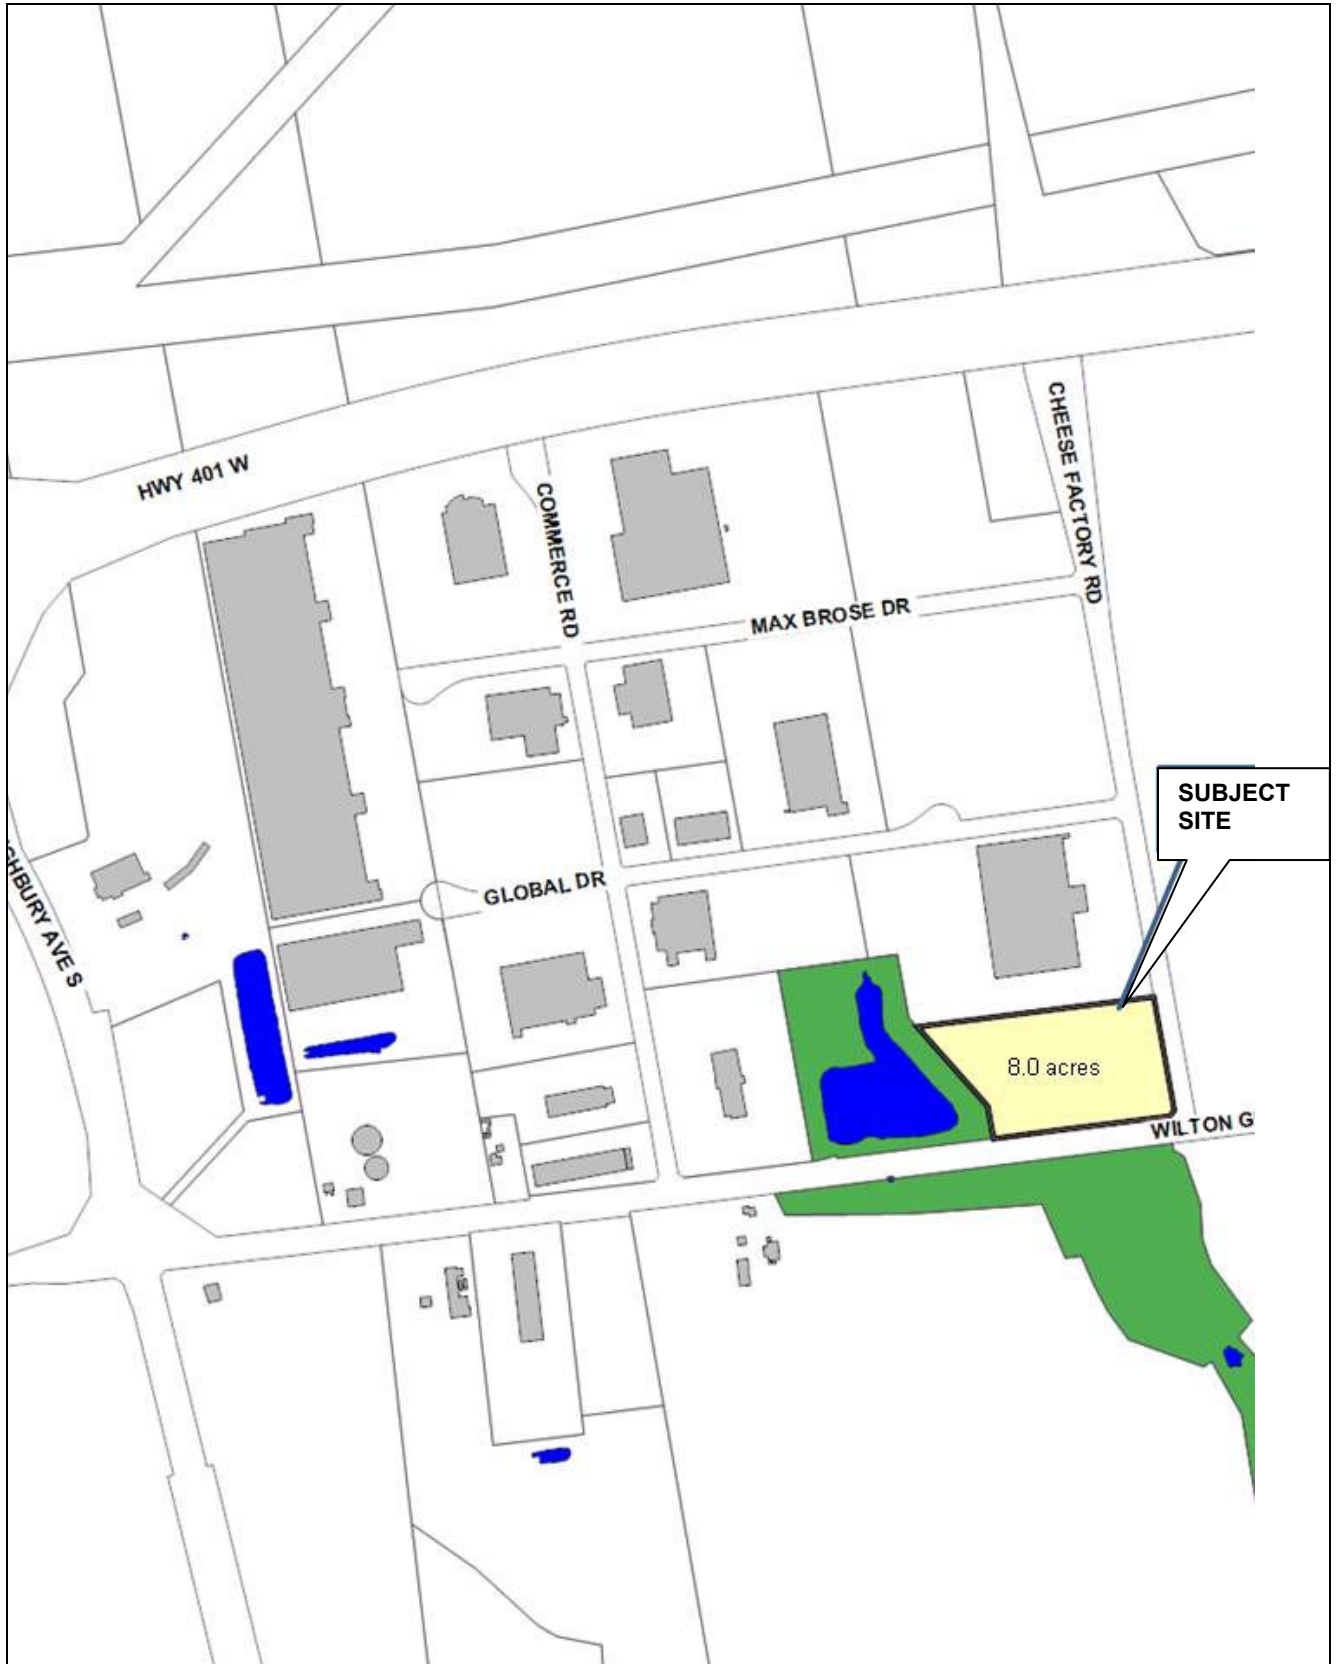 HWY 401 W
COMMERCE RD
CHEESE FACTORY RD
MAX BROSE DR
SUBJECT
SITE
GLOBAL DR
GHBURY AVE S
8.0 acres
WILTON G